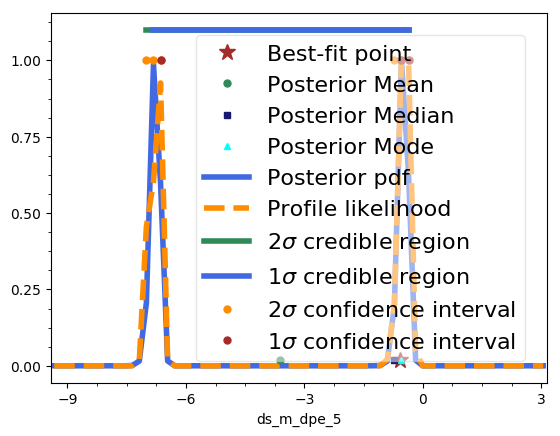 1.00
0.75
0.50
0.25
0.00
Best-fit point
Posterior Mean
Posterior Median
Posterior Mode
Posterior pdf
Profile likelihood
2σ credible region
1σ credible region
2σ confidence interval
1σ confidence interval
−9 −6 −3 0 3
ds_m_dpe_5